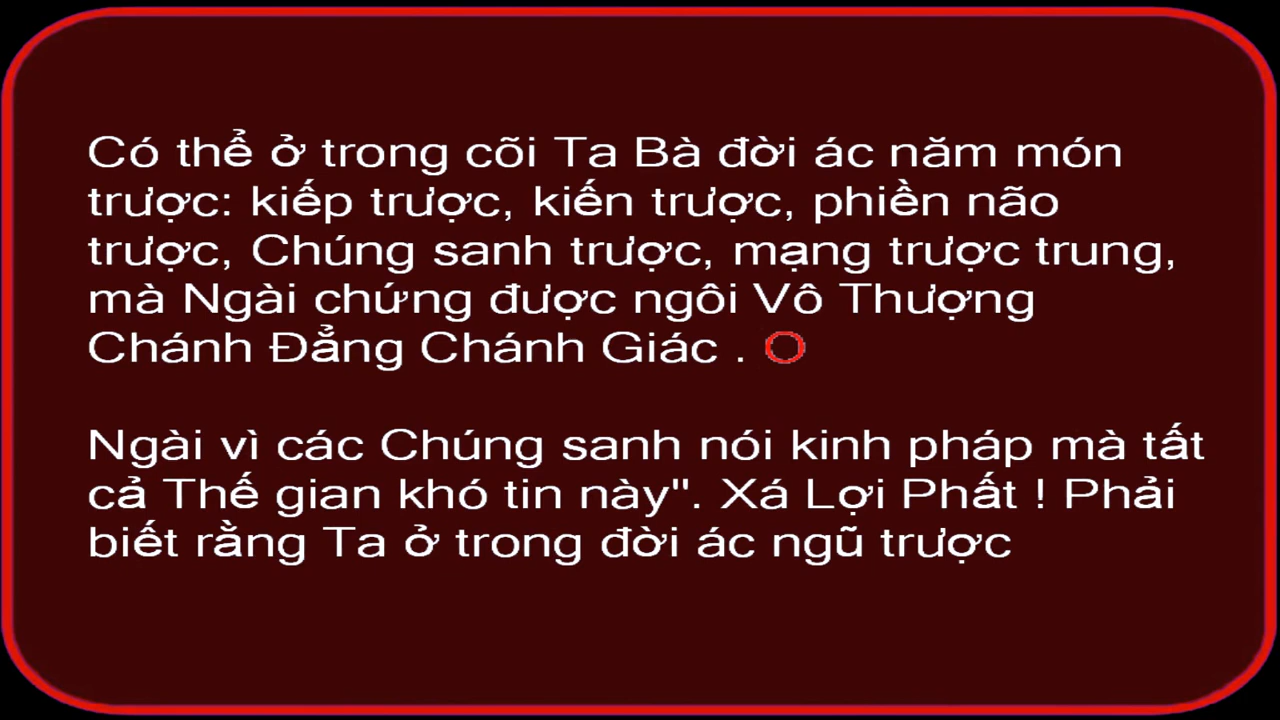 Có thể ở trong cõi Ta Bà đời ác năm món
trược: kiếp trược, kiến trược, phiền não
trược, Chúng sanh trược, mạng trược trung,
mà Ngài chứng được ngôi Vô Thượng
Chánh Đẳng Chánh Giác . O
Ngài vì các Chúng sanh nói kinh pháp mà tất
cả Thế gian khó tin này". Xá Lợi Phất ! Phải
biết rằng Ta ở trong đời ác ngũ trược